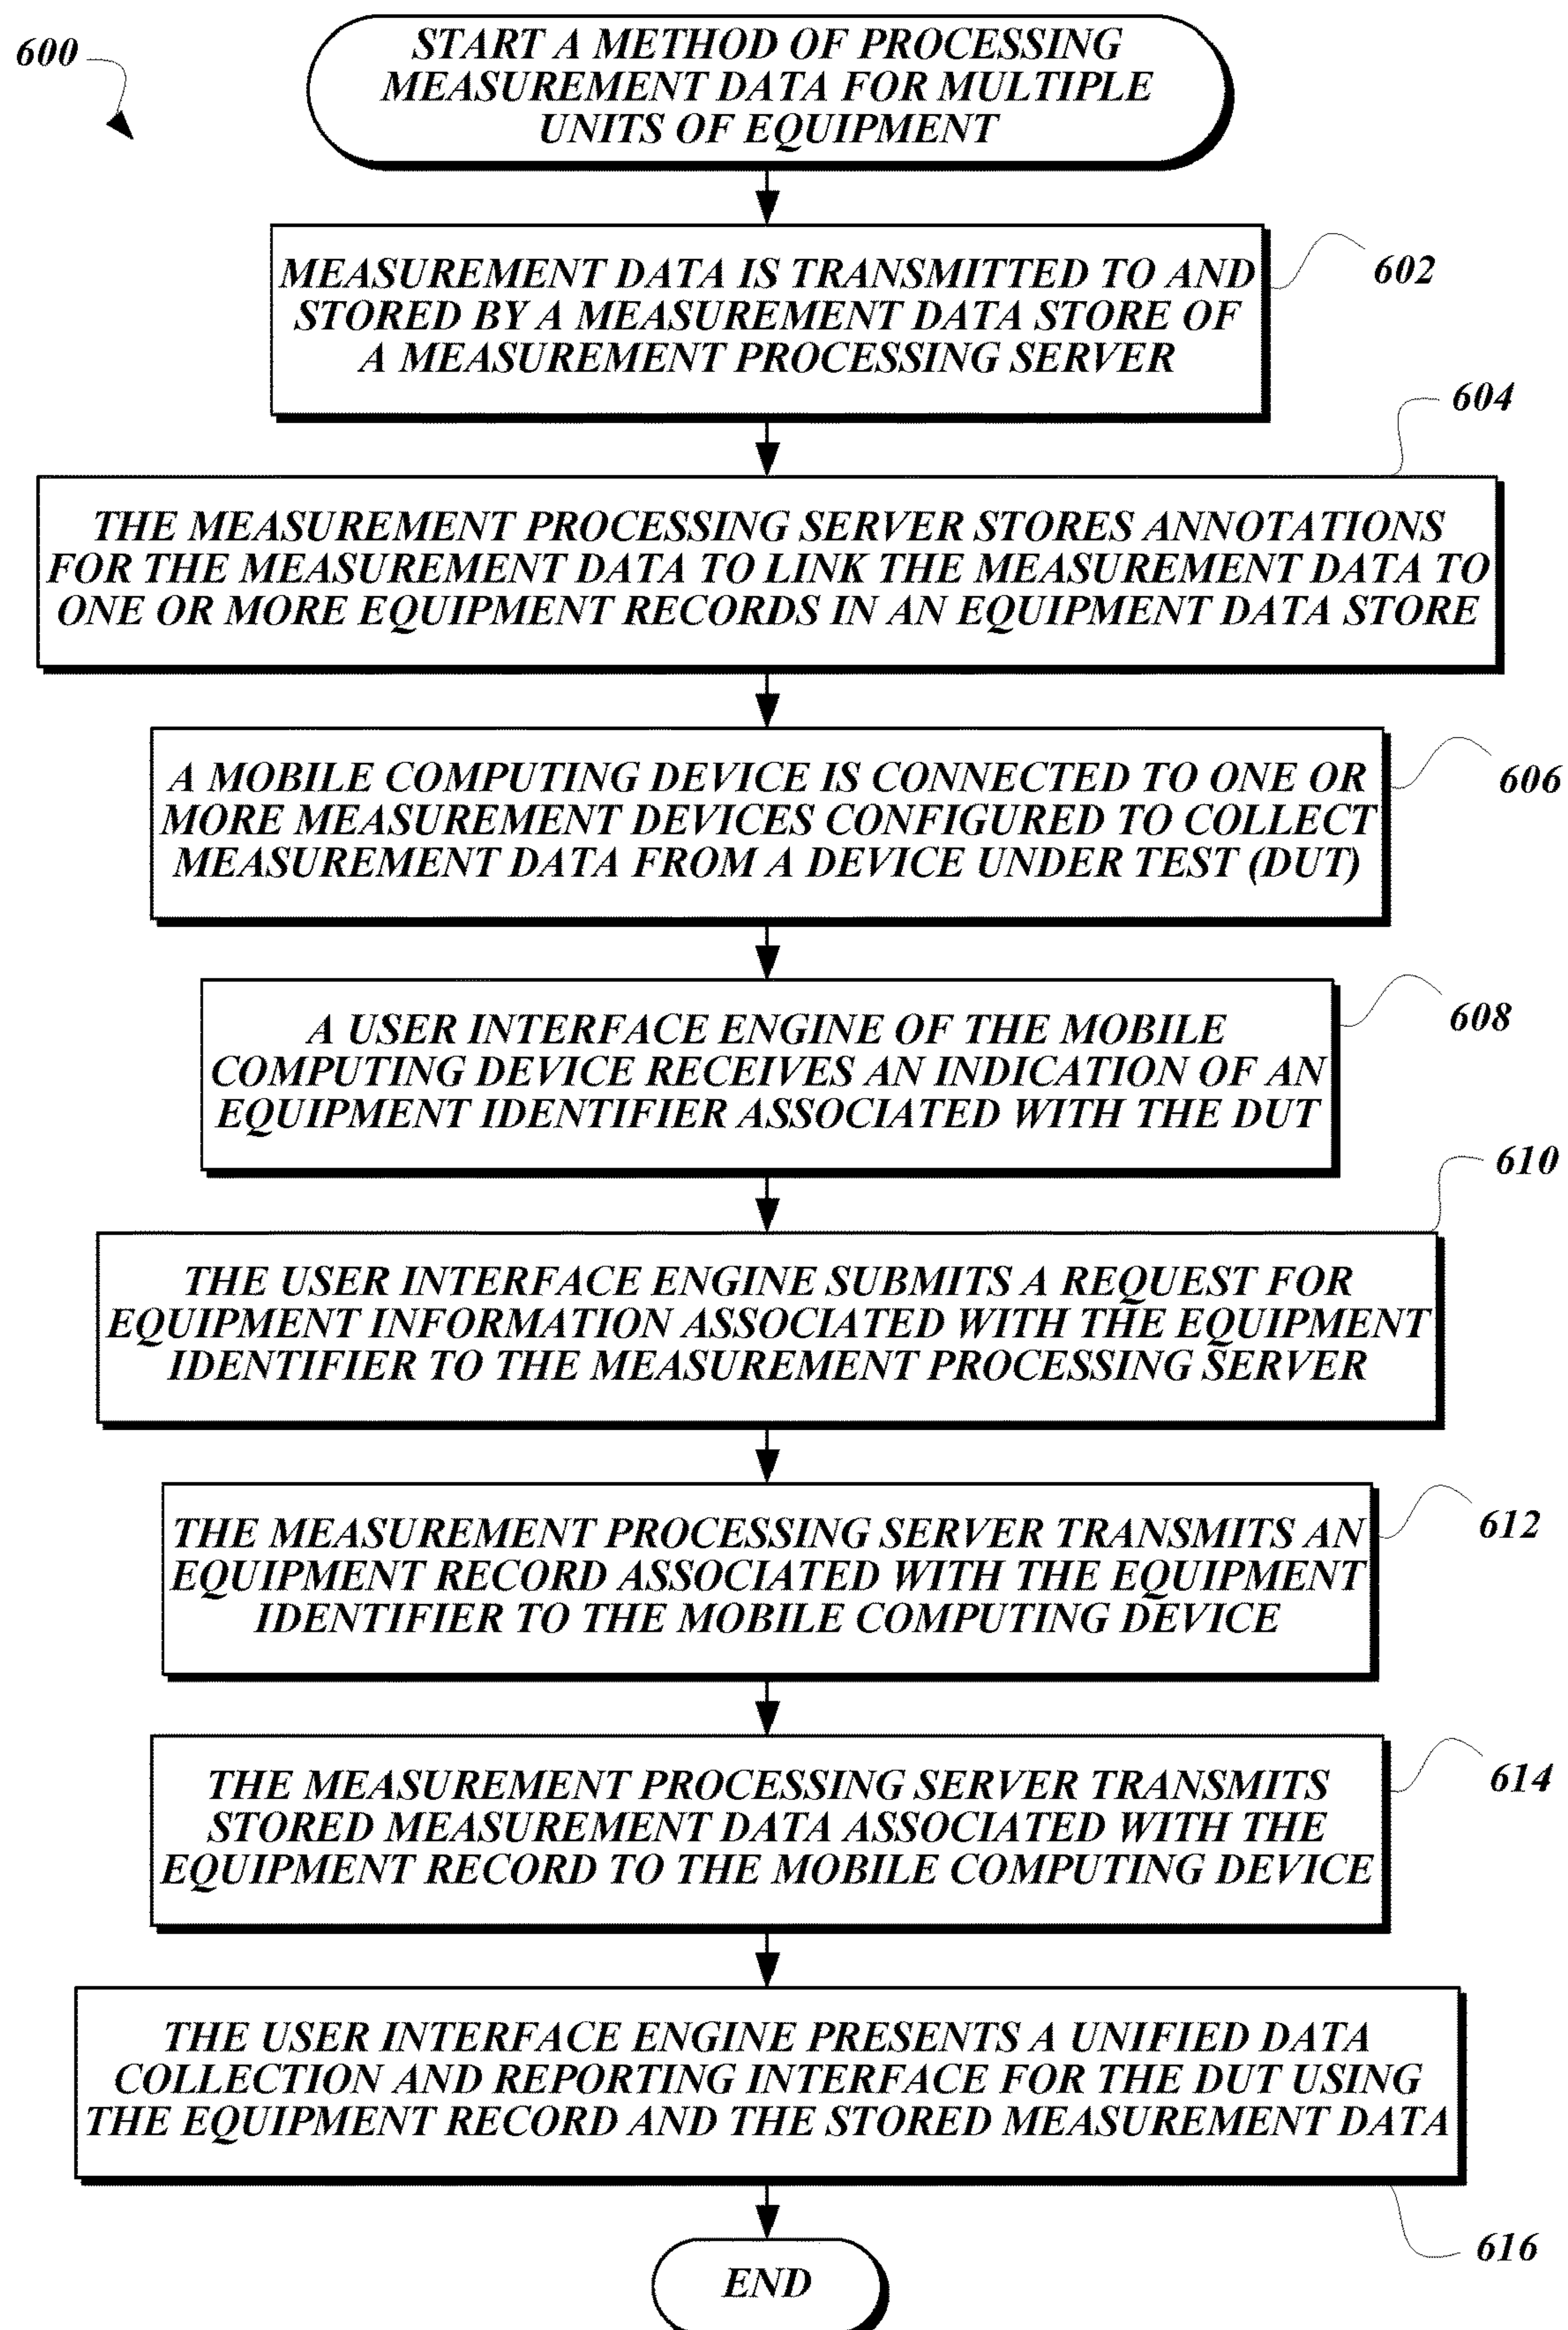 600
START A METHOD OF PROCESSING
MEASUREMENT DATA FOR MULTIPLE
UNITS OF EQUIPMENT
MEASUREMENT DATA IS TRANSMITTED TO AND
STORED BY A MEASUREMENT DATA STORE OF
A MEASUREMENT PROCESSING SERVER
602
604
THE MEASUREMENT PROCESSING SERVER STORES ANNOTATIONS
FOR THE MEASUREMENT DATA TO LINK THE MEASUREMENT DATA TO
ONE OR MORE EQUIPMENT RECORDS IN AN EQUIPMENT DATA STORE
A MOBILE COMPUTING DEVICE IS CONNECTED TO ONE OR
MORE MEASUREMENT DEVICES CONFIGURED TO COLLECT
MEASUREMENT DATA FROM A DEVICE UNDER TEST (DUT)
606
A USER INTERFACE ENGINE OF THE MOBILE
COMPUTING DEVICE RECEIVES AN INDICATION OF AN
EQUIPMENT IDENTIFIER ASSOCIATED WITH THE DUT
608
610
THE USER INTERFACE ENGINE SUBMITS A REQUEST FOR
EQUIPMENT INFORMATION ASSOCIATED WITH THE EQUIPMENT
IDENTIFIER TO THE MEASUREMENT PROCESSING SERVER
THE MEASUREMENT PROCESSING SERVER TRANSMITS AN
EQUIPMENT RECORD ASSOCIATED WITH THE EQUIPMENT
IDENTIFIER TO THE MOBILE COMPUTING DEVICE
612
THE MEASUREMENT PROCESSING SERVER TRANSMITS
STORED MEASUREMENT DATA ASSOCIATED WITH THE
EQUIPMENT RECORD TO THE MOBILE COMPUTING DEVICE
614
THE USER INTERFACE ENGINE PRESENTS A UNIFIED DATA
COLLECTION AND REPORTING INTERFACE FOR THE DUT USING
THE EQUIPMENT RECORD AND THE STORED MEASUREMENT DATA
616
END